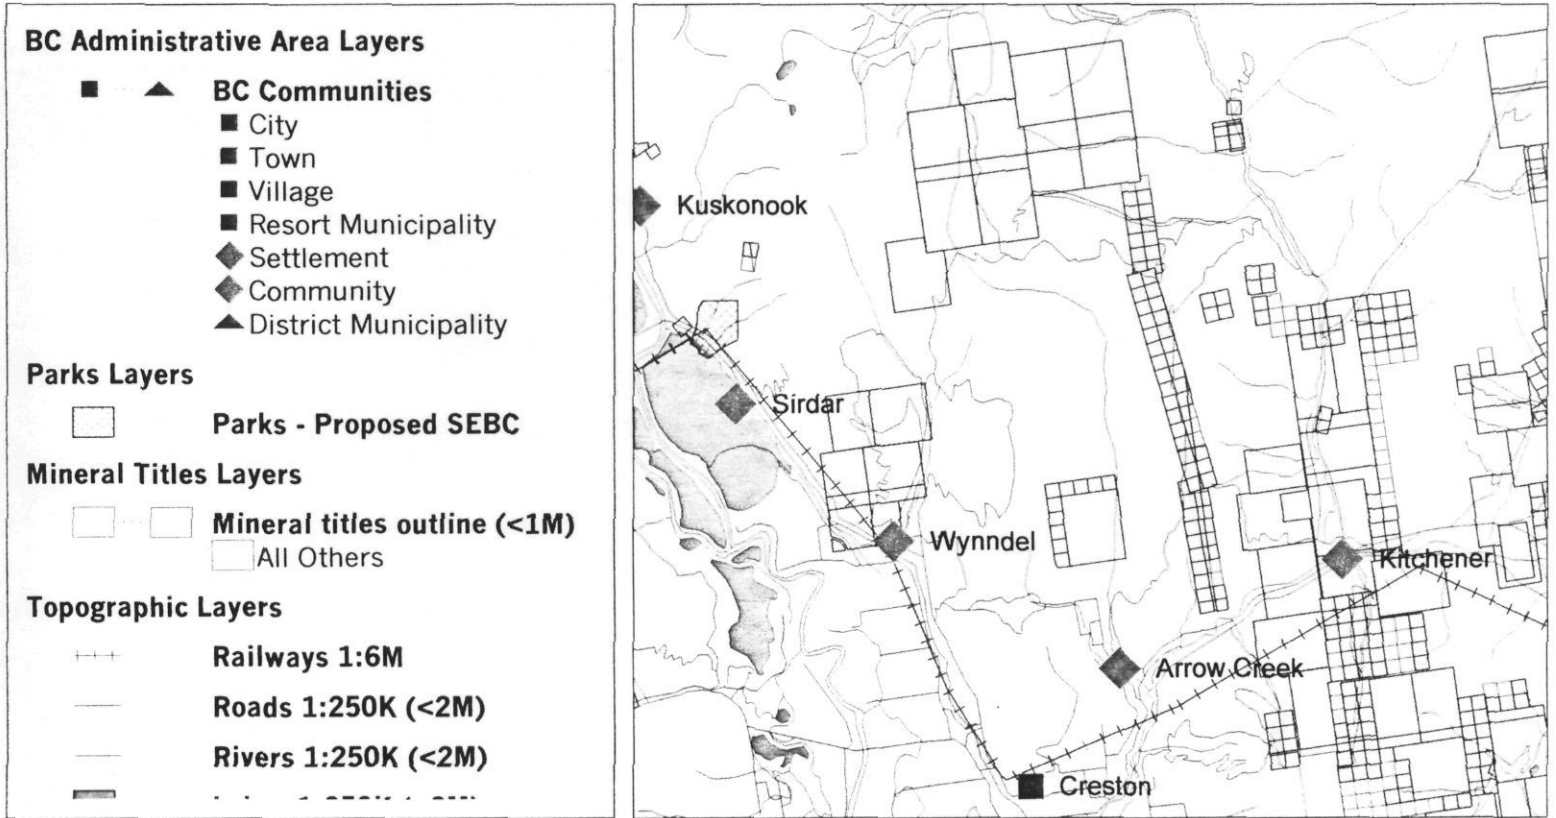 BC Administrative Area Layers
BC Communities
City
Town
Village
Resort Municipality
Settlement
Community
District Municipality
Parks Layers
Parks - Proposed SEBC
Mineral Titles Layers
Mineral titles outline (<1M)
All Others
Topographic Layers
Railways 1:6M
Roads 1:250K (<2M)
Rivers 1:250K (<2M)
Kuskonook
Sirdar
Wynndel
Kitchener
Arrow Creek
Creston